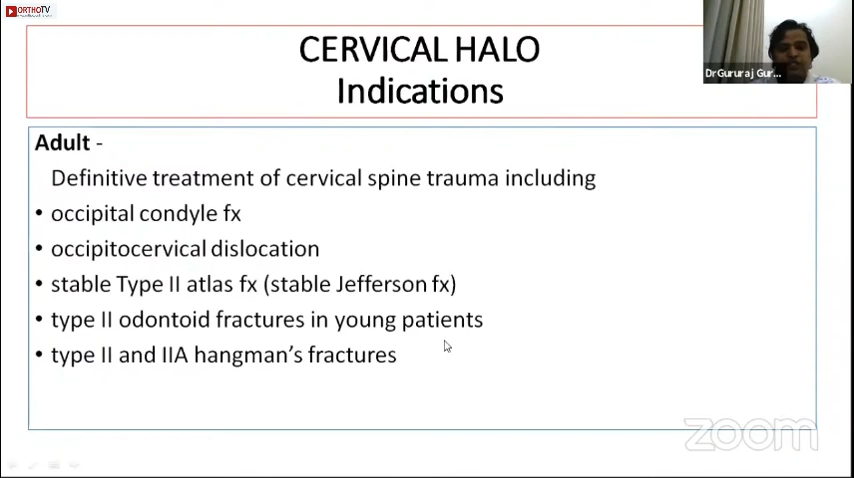 ORTHOTV
CERVICAL HALO
Indications
Dr Gururaj Gur...
Adult -
Definitive treatment of cervical spine trauma including
• occipital condyle fx
• occipitocervical dislocation
• stable Type II atlas fx (stable Jefferson fx)
• type II odontoid fractures in young patients
• type II and IIA hangman's fractures
zoom